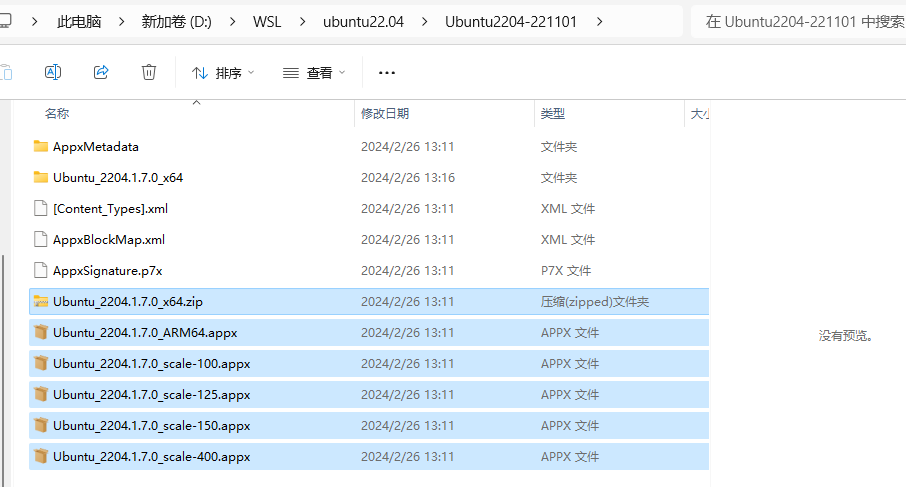 此电脑 > 新加卷 (D:) > WSL > ubuntu22.04 > Ubuntu2204-221101 > 在 Ubuntu2204-221101 中搜索
排序 查看 ...
名称 修改日期 类型 大小
AppxMetadata 2024/2/26 13:11 文件夹
Ubuntu_2204.1.7.0_x64 2024/2/26 13:16 文件夹
[Content_Types].xml 2024/2/26 13:11 XML 文件
AppxBlockMap.xml 2024/2/26 13:11 XML 文件
AppxSignature.p7x 2024/2/26 13:11 P7X 文件
Ubuntu_2204.1.7.0_x64.zip 2024/2/26 13:11 压缩(zipped)文件夹
Ubuntu_2204.1.7.0_ARM64.appx 2024/2/26 13:11 APPX 文件
没有预览。
Ubuntu_2204.1.7.0_scale-100.appx 2024/2/26 13:11 APPX 文件
Ubuntu_2204.1.7.0_scale-125.appx 2024/2/26 13:11 APPX 文件
Ubuntu_2204.1.7.0_scale-150.appx 2024/2/26 13:11 APPX 文件
Ubuntu_2204.1.7.0_scale-400.appx 2024/2/26 13:11 APPX 文件